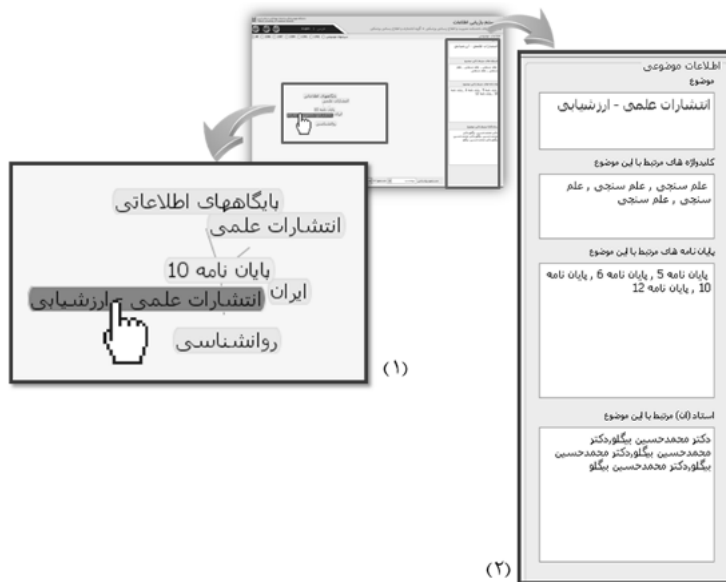 پایگاههای اطلاعاتی
انتشارات علمی
پایان نامه 10
ایران
انتشارات علمی - ارزشیابی
روانشناسی
(۱)
اطلاعات موضوعی
موضوع
انتشارات علمی - ارزشیابی
کلیدواژه های مرتبط با این موضوع
علم سنجی , علم سنجی , علم
سنجی , علم سنجی
پایان نامه های مرتبط با این موضوع
پایان نامه 5 , پایان نامه 6 , پایان نامه
10 , پایان نامه 12
استاد (ان) مرتبط با این موضوع
دکتر محمدحسین بیگلو,دکتر
محمدحسین بیگلو,دکتر محمدحسین
بیگلو,دکتر محمدحسین بیگلو
(۲)